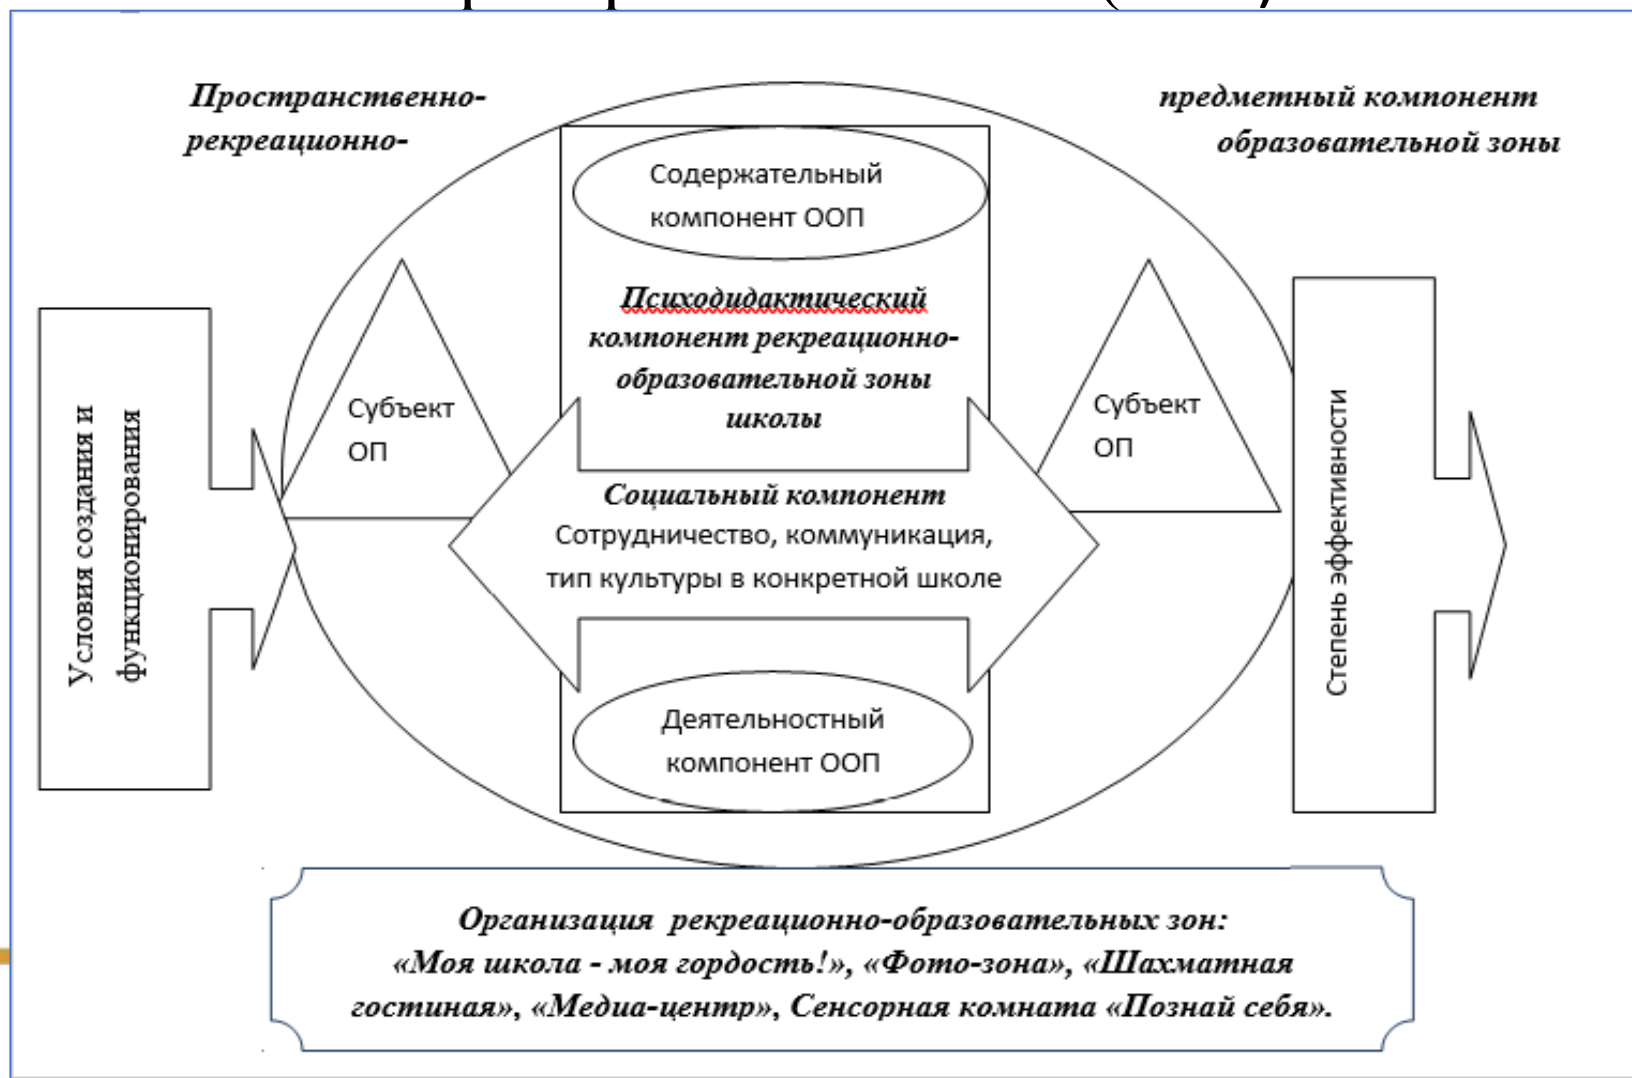 Пространственно-
рекреационно-
предметный компонент
образовательной зоны
Содержательный
компонент ООП
Психодидактический
компонент рекреационно-
образовательной зоны
школы
Субъект
ОП
Субъект
ОП
Условия создания и
функционирования
Социальный компонент
Сотрудничество, коммуникация,
тип культуры в конкретной школе
Степень эффективности
Деятельностный
компонент ООП
Организация рекреационно-образовательных зон:
«Моя школа - моя гордость!», «Фото-зона», «Шахматная
гостиная», «Медиа-центр», Сенсорная комната «Познай себя».